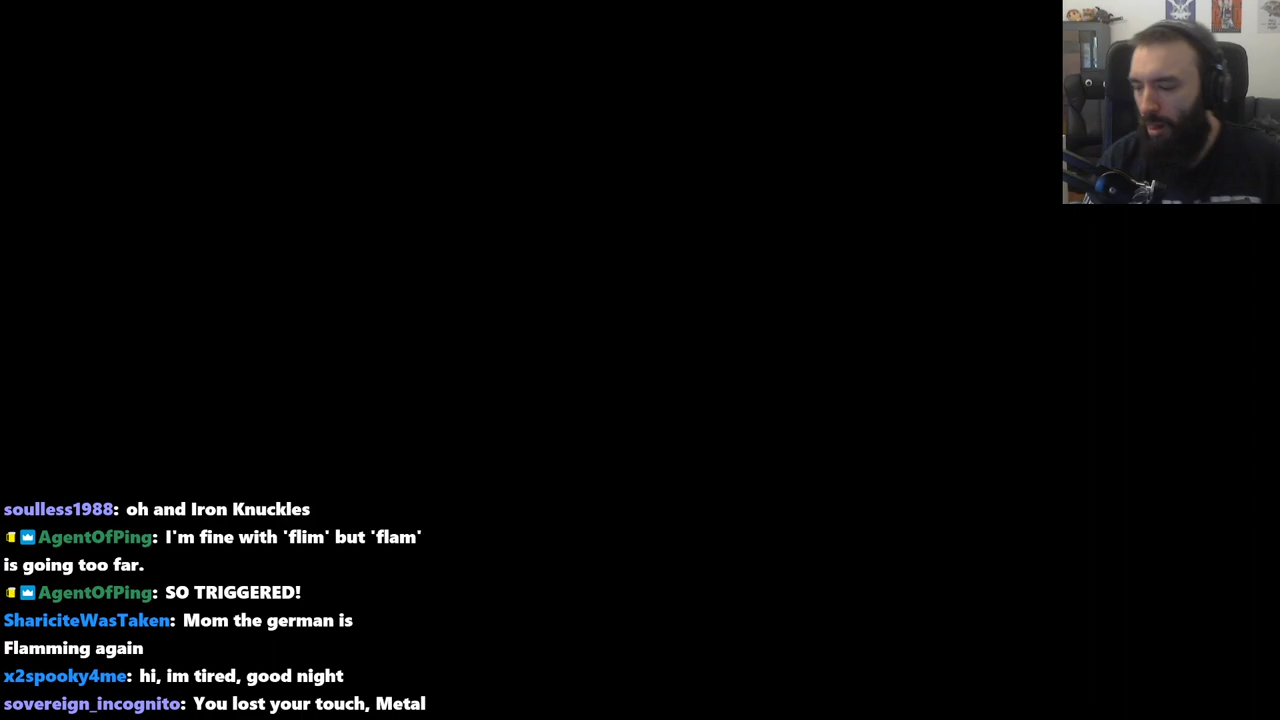 soulless1988: oh and Iron Knuckles
AgentOfPing: I'm fine with 'flim' but 'flam'
is going too far.
AgentOfPing: SO TRIGGERED!
ShariciteWasTaken: Mom the german is
Flamming again
x2spooky4me: hi, im tired, good night
sovereign_incognito: You lost your touch, Metal